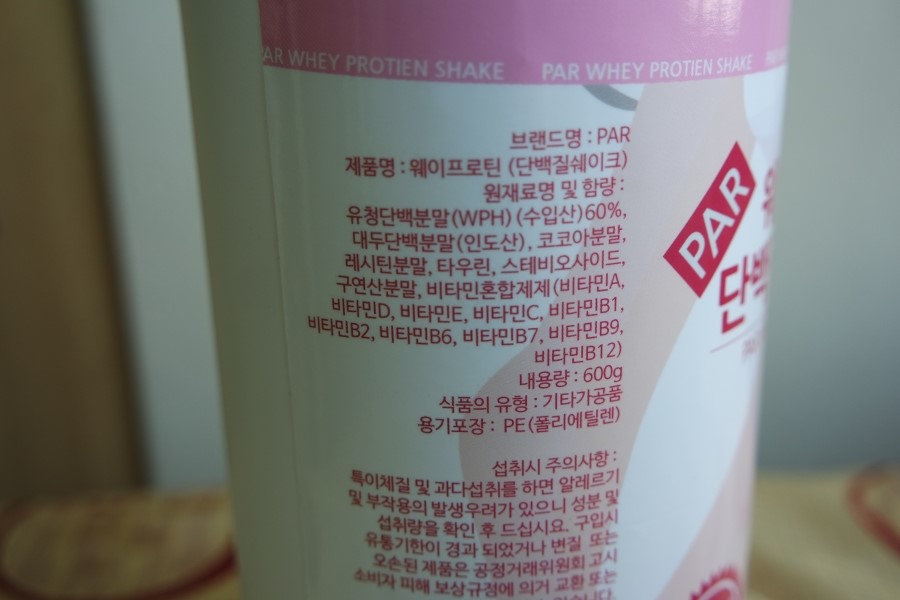 AR WHEY PROTIEN SHAKE PAR WHEY PROTIEN SHAKE
브랜드명 : PAR
제품명 : 웨이프로틴 (단백질쉐이크)
원재료명 및 함량 :
유청단백분말(WPH) (수입산)60%,
대두단백분말(인도산), 코코아분말,
레시틴분말, 타우린, 스테비오사이드,
구연산분말, 비타민혼합제제(비타민A,
비타민D, 비타민E, 비타민C, 비타민B1,
비타민B2, 비타민B6, 비타민B7, 비타민B9,
비타민B12)
내용량 : 600g
식품의 유형 : 기타가공품
용기포장 : PE(폴리에틸렌)
섭취시 주의사항 :
특이체질 및 과다섭취를 하면 알레르기
및 부작용의 발생우려가 있으니 성분 및
섭취량을 확인 후 드십시요. 구입시
유통기한이 경과 되었거나 변질 또는
오손된 제품은 공정거래위원회 고시
소비자 피해 보상규정에 의거 교환 또는
PAR
단백